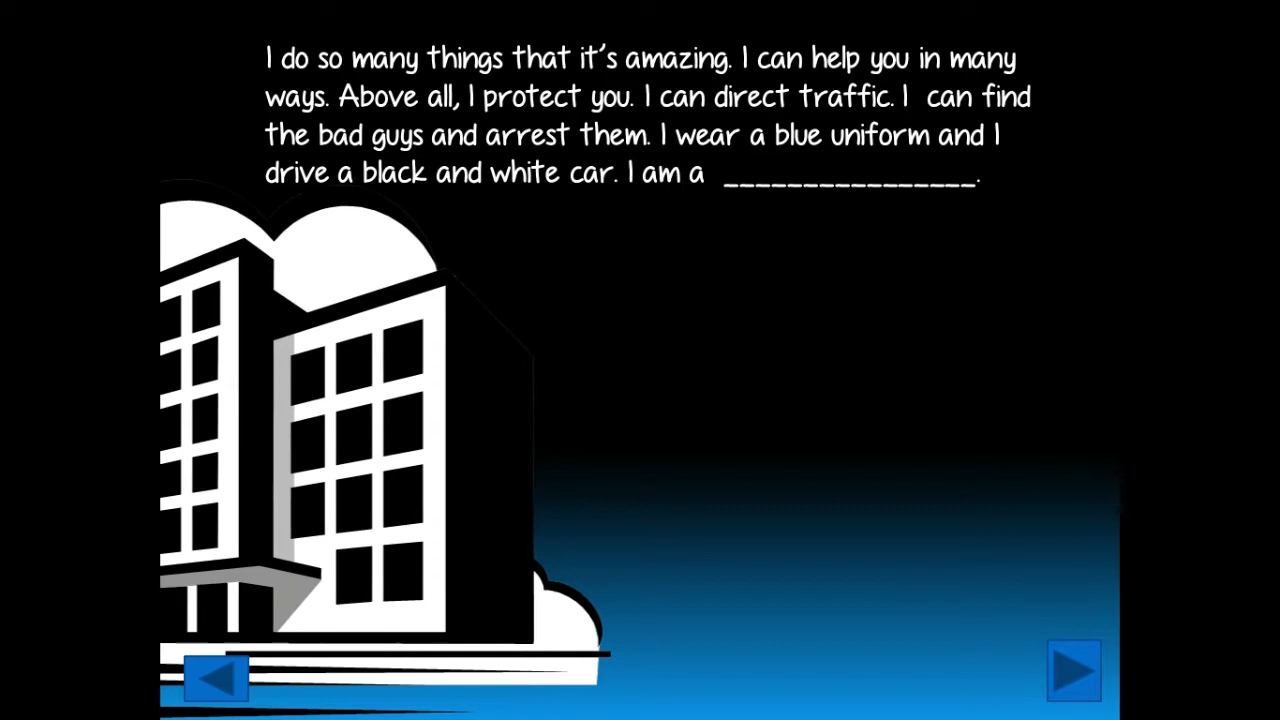 I do so many things that it's amazing. I can help you in many
ways. Above all, I protect you. I can direct traffic. I can find
the bad guys and arrest them. I wear a blue uniform and I
drive a black and white car. I am a ________________.